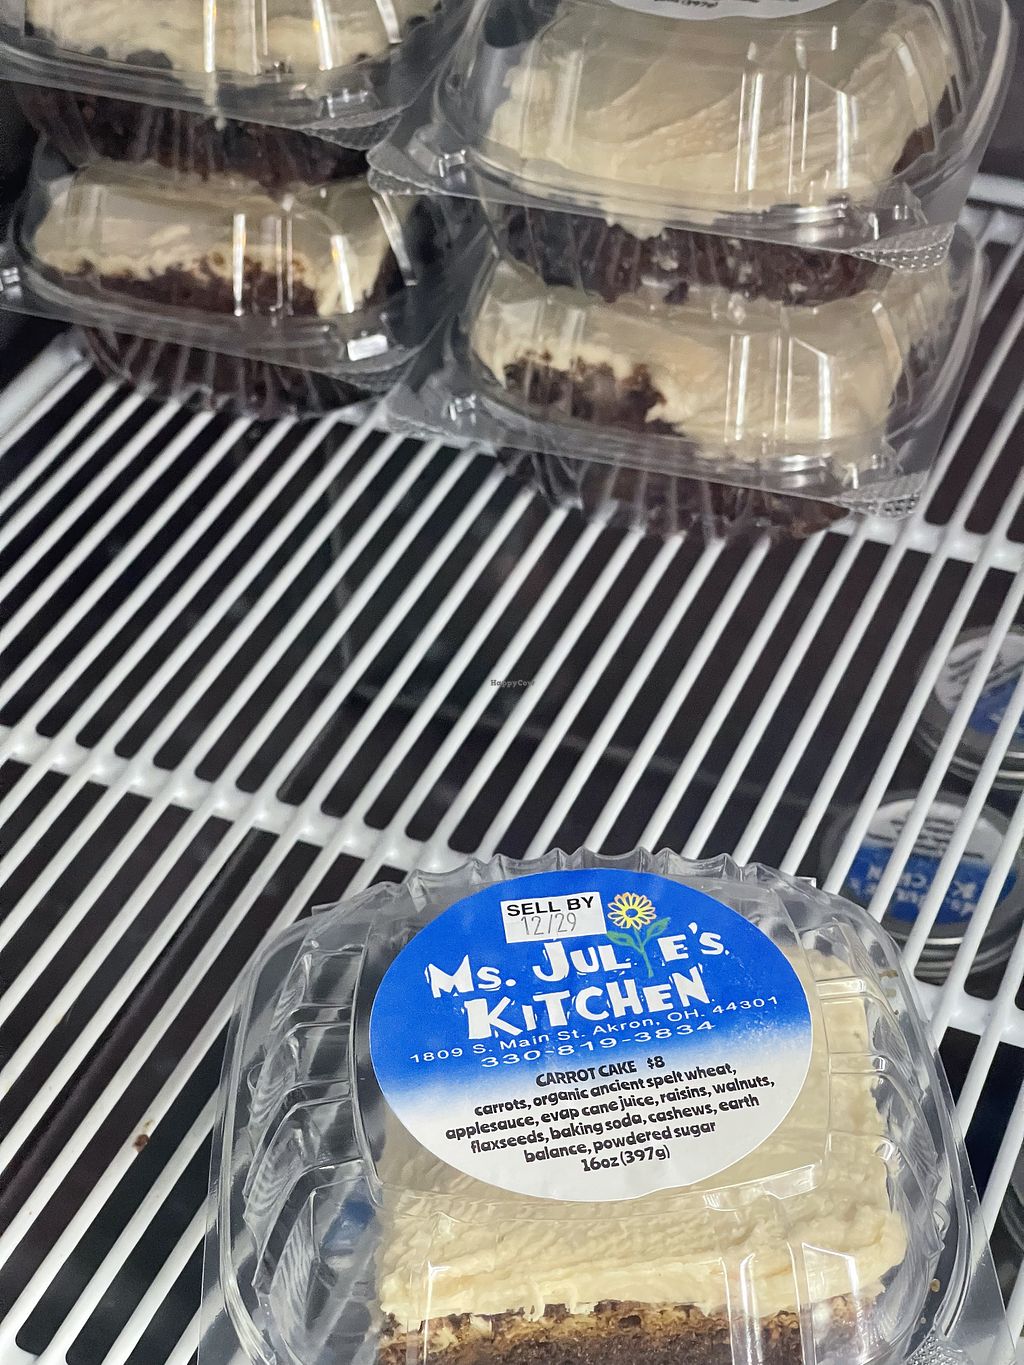 HappyCow
SELL BY
12/29
Ms. Julie's
Kitchen
1809 S. Main St. Akron, OH. 44301
330-819-3834
CARROT CAKE $8
carrots, organic ancient spelt wheat,
applesauce, evap cane juice, raisins, walnuts,
flaxseeds, baking soda, cashews, earth
balance, powdered sugar
16oz (397g)